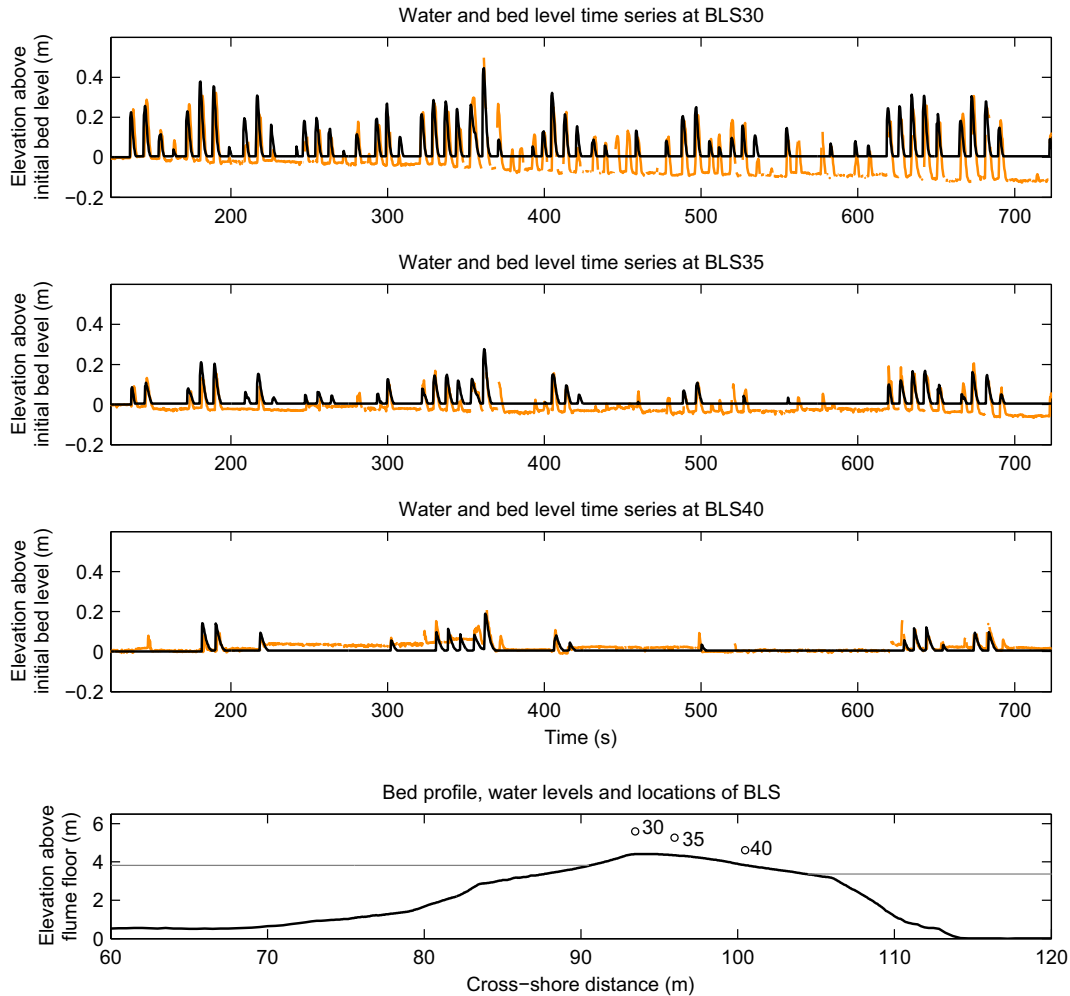 Water and bed level time series at BLS30
Elevation above
initial bed level (m)
0.4
0.2
0
−0.2
200 300 400 500 600 700
Water and bed level time series at BLS35
Elevation above
initial bed level (m)
0.4
0.2
0
−0.2
200 300 400 500 600 700
Water and bed level time series at BLS40
Elevation above
initial bed level (m)
0.4
0.2
0
−0.2
200 300 400 500 600 700
Time (s)
Bed profile, water levels and locations of BLS
Elevation above
flume floor (m)
6
4
2
0
30
35
40
60 70 80 90 100 110 120
Cross−shore distance (m)